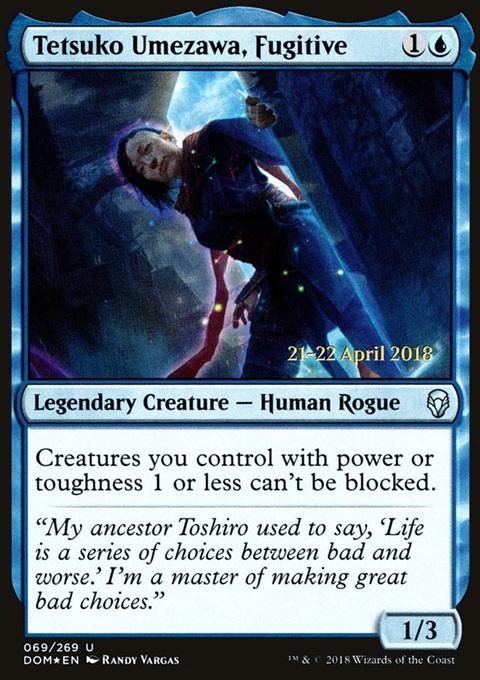 Tetsuko Umezawa, Fugitive 1
21–22 April 2018
Legendary Creature — Human Rogue
Creatures you control with power or
toughness 1 or less can't be blocked.
“My ancestor Toshiro used to say, ‘Life
is a series of choices between bad and
worse.’ I'm a master of making great
bad choices.”
1/3
069/269 U
DOM★EN Randy Vargas
™ & © 2018 Wizards of the Coast